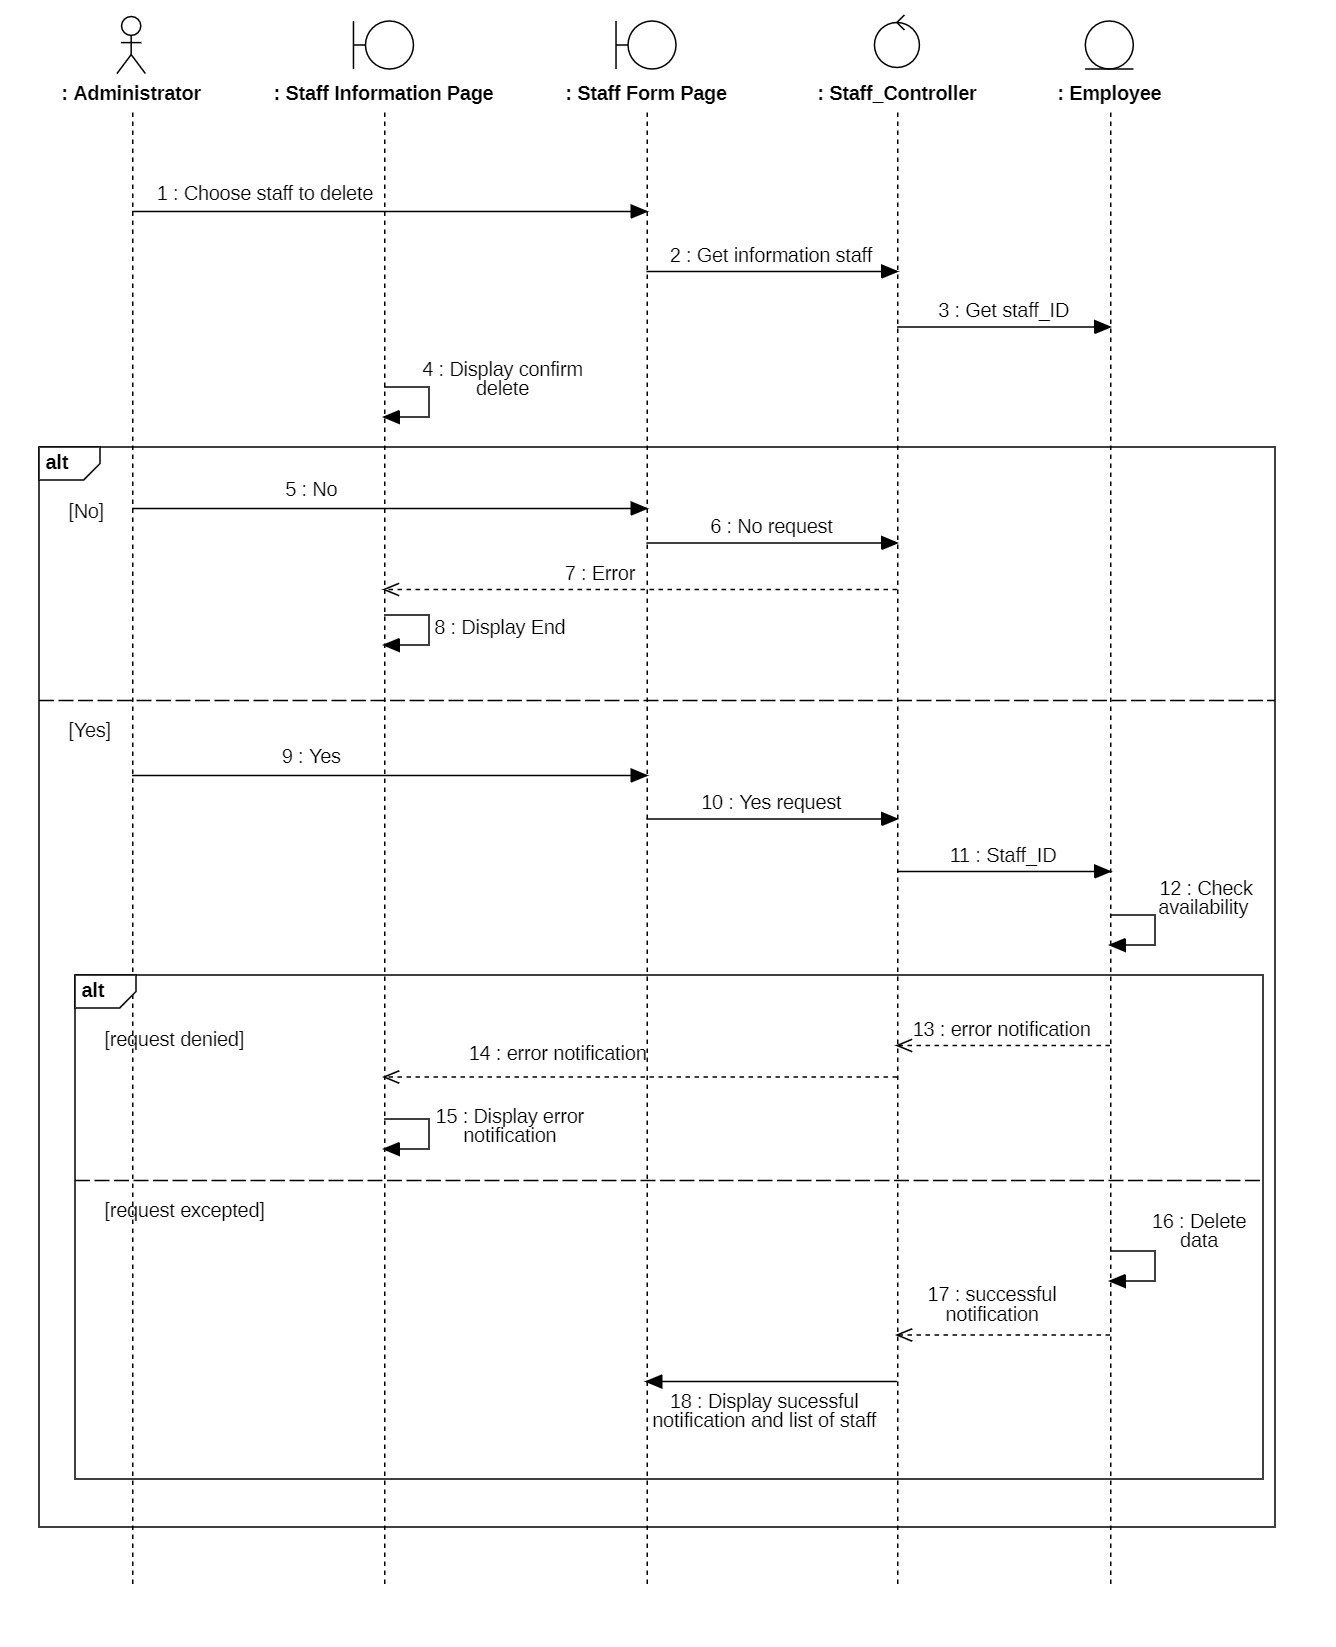 : Administrator
: Staff Information Page
: Staff Form Page
: Staff_Controller
: Employee
1 : Choose staff to delete
2 : Get information staff
3 : Get staff_ID
4 : Display confirm
delete
alt
5 : No
[No]
6 : No request
7 : Error
8 : Display End
[Yes]
9 : Yes
10 : Yes request
11 : Staff_ID
12 : Check
availability
alt
13 : error notification
[request denied]
14 : error notification
15 : Display error
notification
[request excepted]
16 : Delete
data
17 : successful
notification
18 : Display sucessful
notification and list of staff